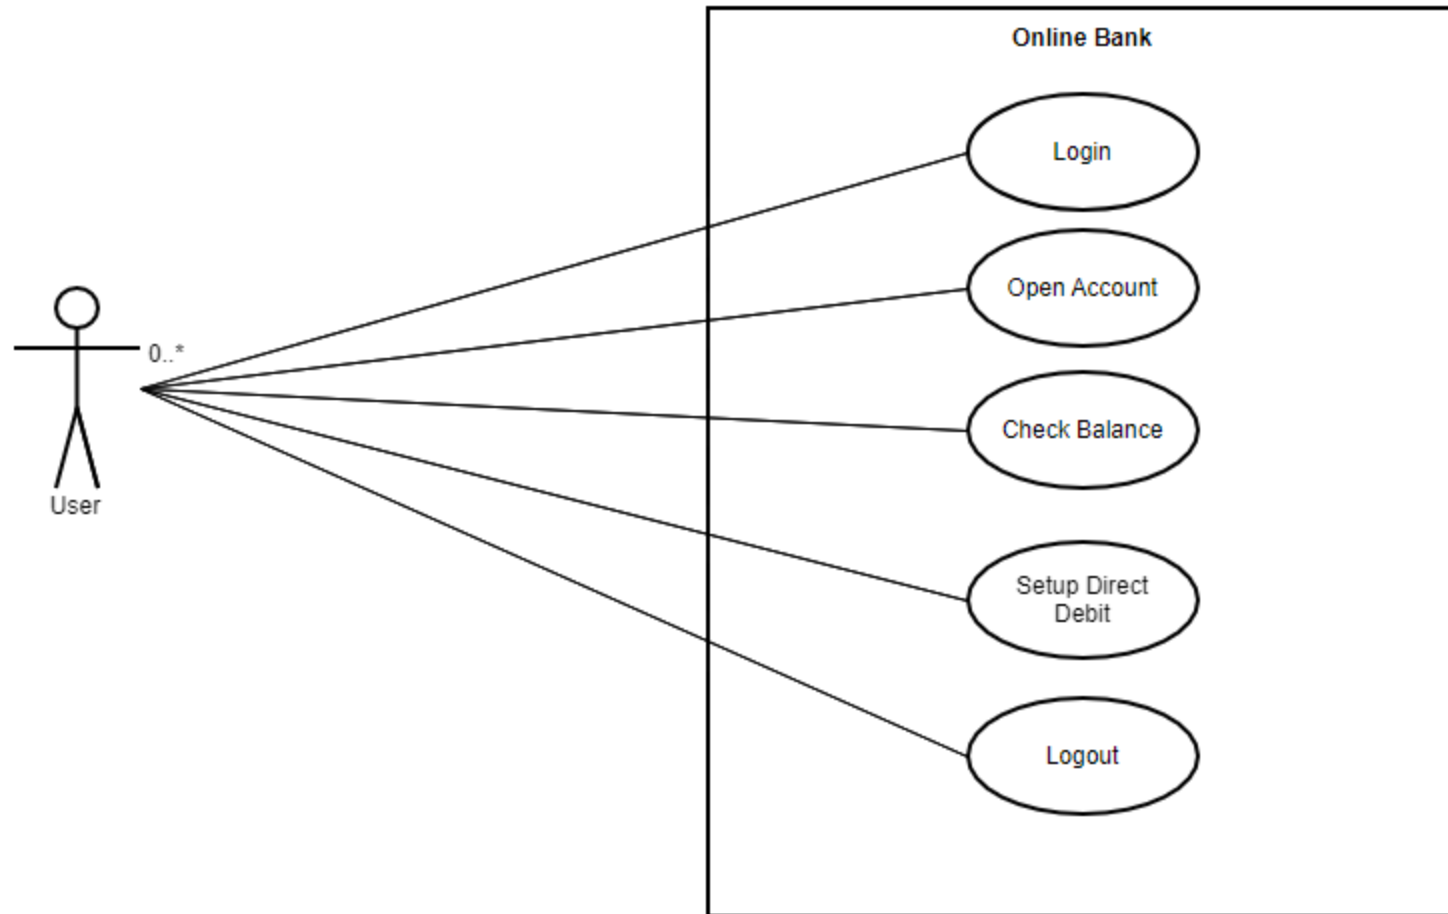 Online Bank
Login
Open Account
0..*
Check Balance
User
Setup Direct
Debit
Logout